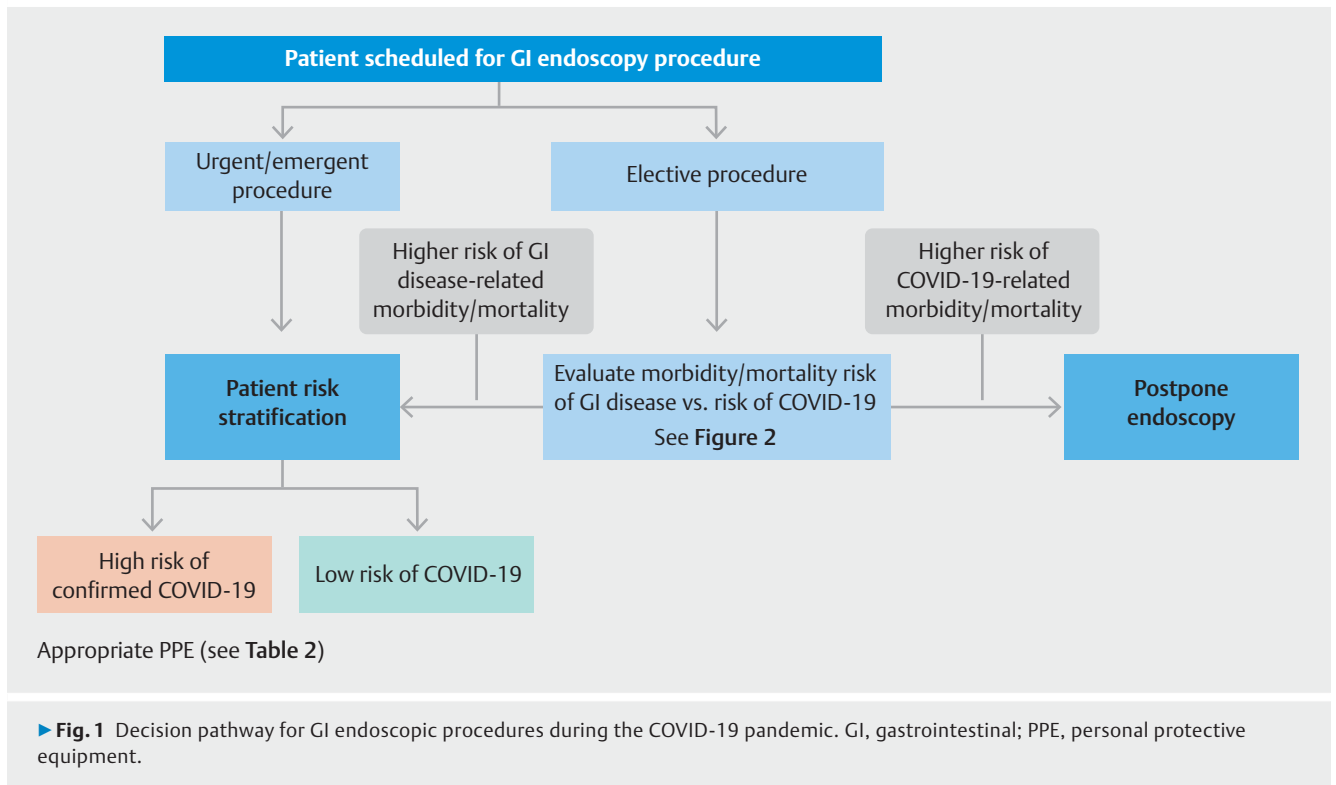 Patient scheduled for GI endoscopy procedure
Urgent/emergent
procedure
Elective procedure
Higher risk of GI
disease-related
morbidity/mortality
Higher risk of
COVID-19-related
morbidity/mortality
Patient risk
stratification
Evaluate morbidity/mortality risk
of GI disease vs. risk of COVID-19
See Figure 2
Postpone
endoscopy
High risk of
confirmed COVID-19
Low risk of COVID-19
Appropriate PPE (see Table 2)
►Fig. 1 Decision pathway for GI endoscopic procedures during the COVID-19 pandemic. GI, gastrointestinal; PPE, personal protective
equipment.